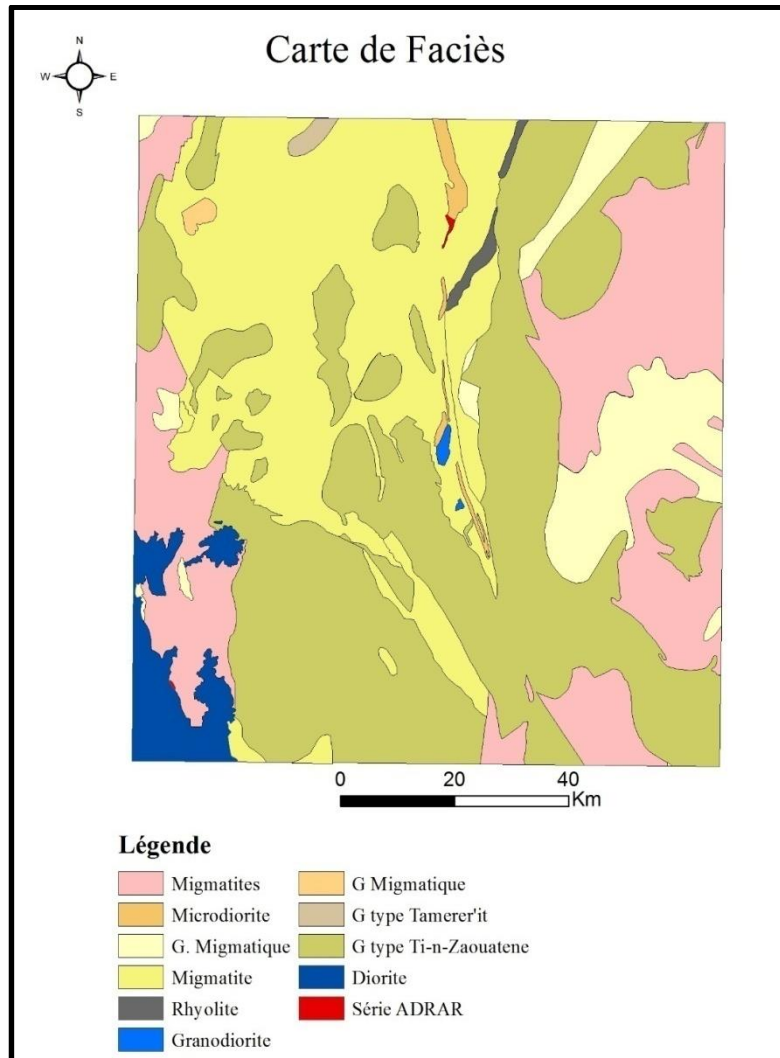 Carte de Faciès
N
W E
S
0 20 40
Km
Légende
Migmatites
Microdiorite
G. Migmatique
Migmatite
Rhyolite
Granodiorite
G Migmatique
G type Tamerer'it
G type Ti-n-Zaouatene
Diorite
Série ADRAR